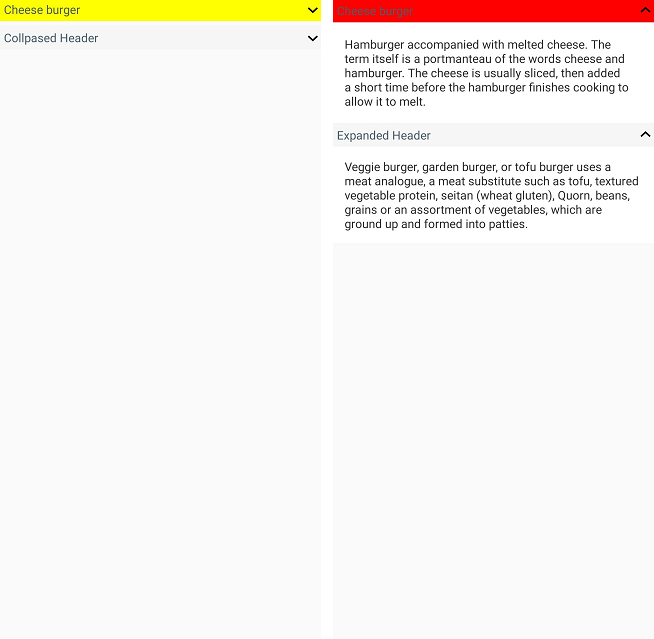 Cheese burger
Collpased Header
Cheese burger
Hamburger accompanied with melted cheese. The
term itself is a portmanteau of the words cheese and
hamburger. The cheese is usually sliced, then added
a short time before the hamburger finishes cooking to
allow it to melt.
Expanded Header
Veggie burger, garden burger, or tofu burger uses a
meat analogue, a meat substitute such as tofu, textured
vegetable protein, seitan (wheat gluten), Quorn, beans,
grains or an assortment of vegetables, which are
ground up and formed into patties.